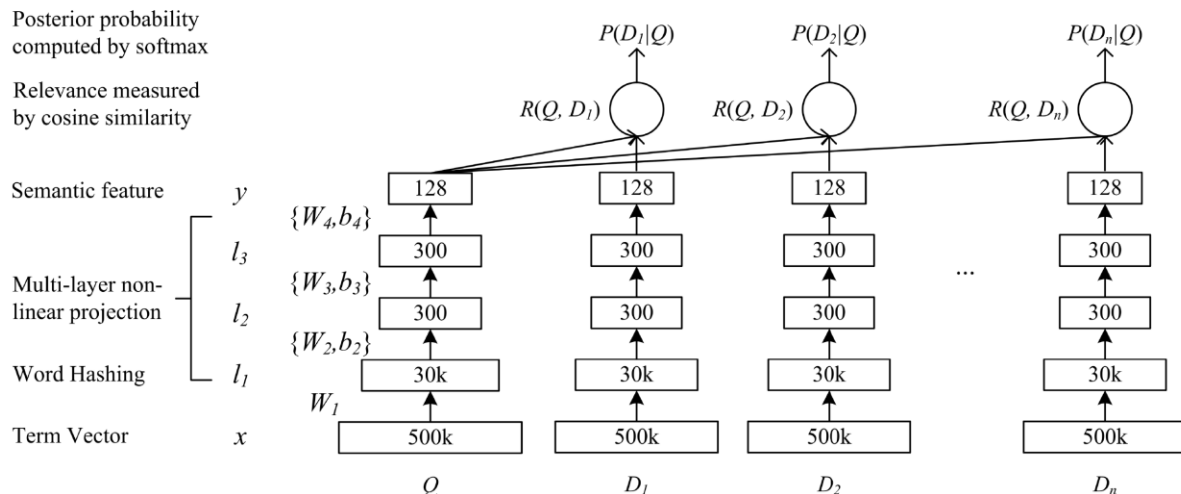 Posterior probability
computed by softmax
P(D₁|Q) P(D₂|Q) P(Dₙ|Q)
Relevance measured
by cosine similarity
R(Q, D₁) R(Q, D₂) R(Q, Dₙ)
Semantic feature y 128 128 128 128
{W₄,b₄}
l₃ 300 300 300 300
{W₃,b₃} ...
Multi-layer non-
linear projection
l₂ 300 300 300 300
{W₂,b₂}
Word Hashing l₁ 30k 30k 30k 30k
W₁
Term Vector x 500k 500k 500k 500k
Q D₁ D₂ Dₙ